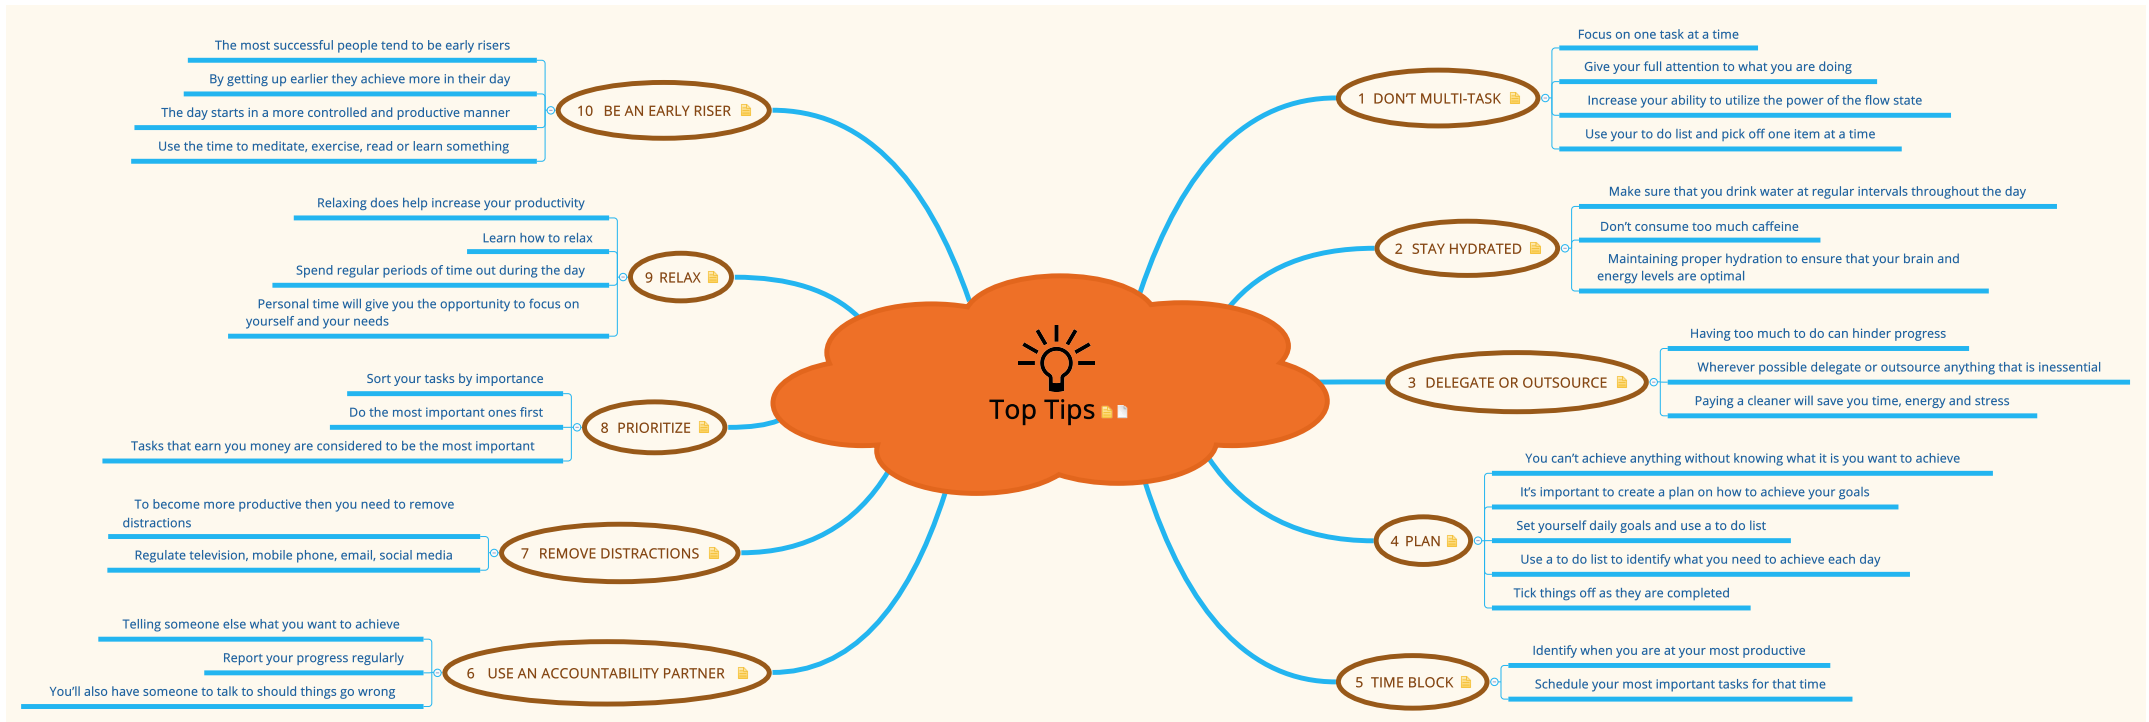 Top Tips
1 DON'T MULTI-TASK
Focus on one task at a time
Give your full attention to what you are doing
Increase your ability to utilize the power of the flow state
Use your to do list and pick off one item at a time
2 STAY HYDRATED
Make sure that you drink water at regular intervals throughout the day
Don't consume too much caffeine
Maintaining proper hydration to ensure that your brain and
energy levels are optimal
3 DELEGATE OR OUTSOURCE
Having too much to do can hinder progress
Wherever possible delegate or outsource anything that is inessential
Paying a cleaner will save you time, energy and stress
4 PLAN
You can't achieve anything without knowing what it is you want to achieve
It's important to create a plan on how to achieve your goals
Set yourself daily goals and use a to do list
Use a to do list to identify what you need to achieve each day
Tick things off as they are completed
5 TIME BLOCK
Identify when you are at your most productive
Schedule your most important tasks for that time
6 USE AN ACCOUNTABILITY PARTNER
Telling someone else what you want to achieve
Report your progress regularly
You'll also have someone to talk to should things go wrong
7 REMOVE DISTRACTIONS
To become more productive then you need to remove
distractions
Regulate television, mobile phone, email, social media
8 PRIORITIZE
Sort your tasks by importance
Do the most important ones first
Tasks that earn you money are considered to be the most important
9 RELAX
Relaxing does help increase your productivity
Learn how to relax
Spend regular periods of time out during the day
Personal time will give you the opportunity to focus on
yourself and your needs
10 BE AN EARLY RISER
The most successful people tend to be early risers
By getting up earlier they achieve more in their day
The day starts in a more controlled and productive manner
Use the time to meditate, exercise, read or learn something